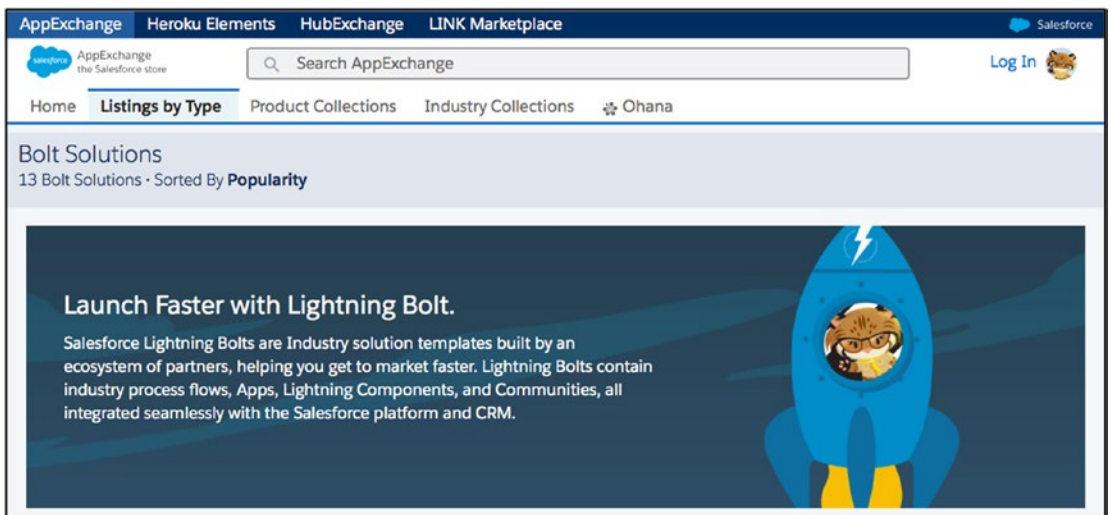 AppExchange Heroku Elements HubExchange LINK Marketplace Salesforce
salesforce AppExchange
the Salesforce store
Search AppExchange
Log In
Home Listings by Type Product Collections Industry Collections Ohana
Bolt Solutions
13 Bolt Solutions · Sorted By Popularity
Launch Faster with Lightning Bolt.
Salesforce Lightning Bolts are Industry solution templates built by an
ecosystem of partners, helping you get to market faster. Lightning Bolts contain
industry process flows, Apps, Lightning Components, and Communities, all
integrated seamlessly with the Salesforce platform and CRM.